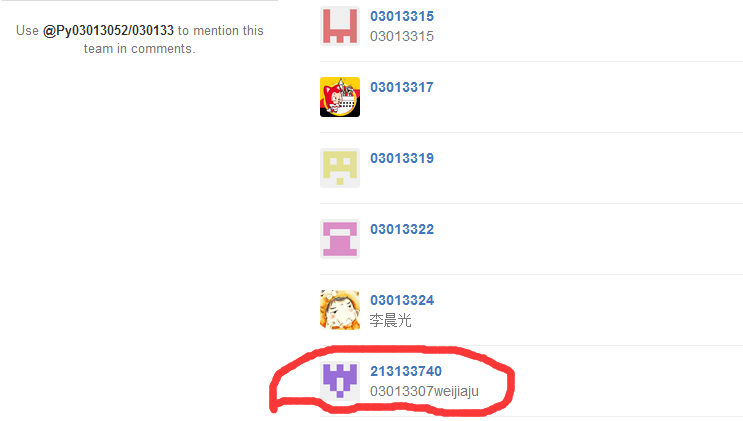 Use @Py03013052/030133 to mention this
team in comments.
03013315
03013315
03013317
03013319
03013322
03013324
李晨光
213133740
03013307weijiaju